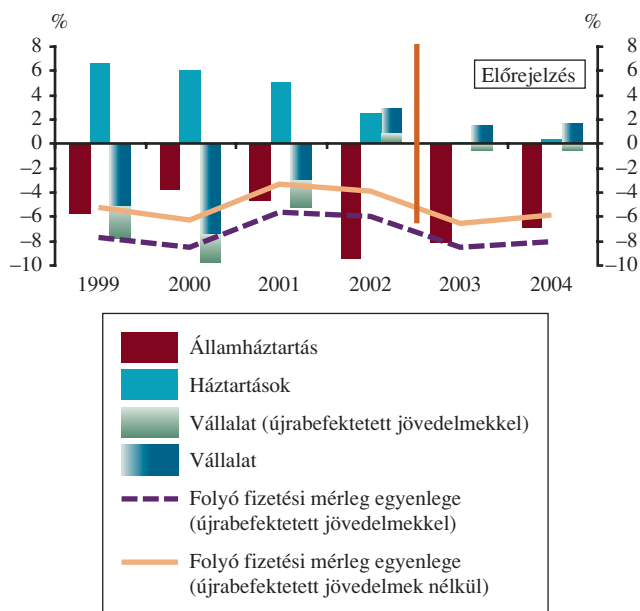 %
%
8
6
4
2
0
−2
−4
−6
−8
−10
8
6
4
2
0
−2
−4
−6
−8
−10
Előrejelzés
1999 2000 2001 2002 2003 2004
Államháztartás
Háztartások
Vállalat (újrabefektetett jövedelmekkel)
Vállalat
Folyó fizetési mérleg egyenlege
(újrabefektetett jövedelmekkel)
Folyó fizetési mérleg egyenlege
(újrabefektetett jövedelmek nélkül)